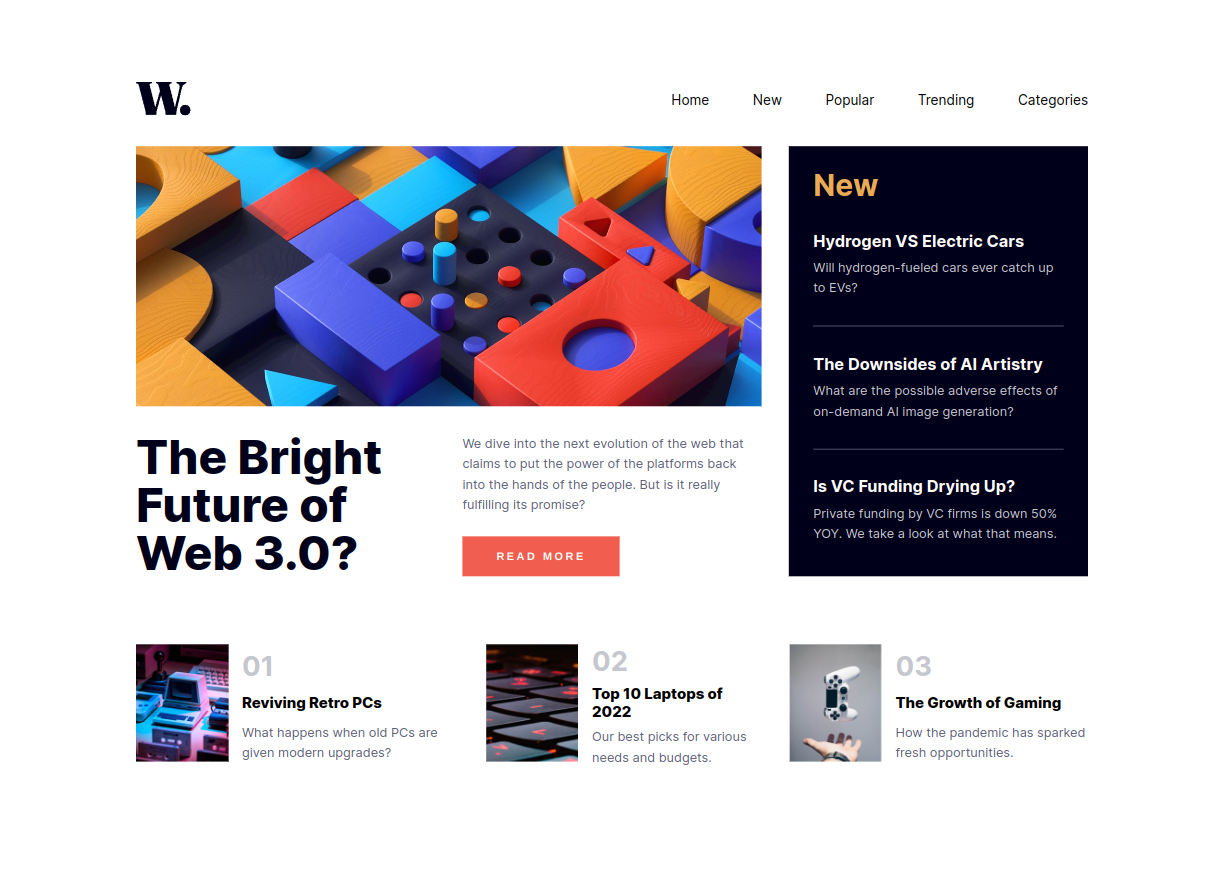 W.
Home New Popular Trending Categories
New
Hydrogen VS Electric Cars
Will hydrogen-fueled cars ever catch up
to EVs?
The Downsides of AI Artistry
What are the possible adverse effects of
on-demand AI image generation?
Is VC Funding Drying Up?
Private funding by VC firms is down 50%
YOY. We take a look at what that means.
The Bright
Future of
Web 3.0?
We dive into the next evolution of the web that
claims to put the power of the platforms back
into the hands of the people. But is it really
fulfilling its promise?
READ MORE
01
Reviving Retro PCs
What happens when old PCs are
given modern upgrades?
02
Top 10 Laptops of
2022
Our best picks for various
needs and budgets.
03
The Growth of Gaming
How the pandemic has sparked
fresh opportunities.